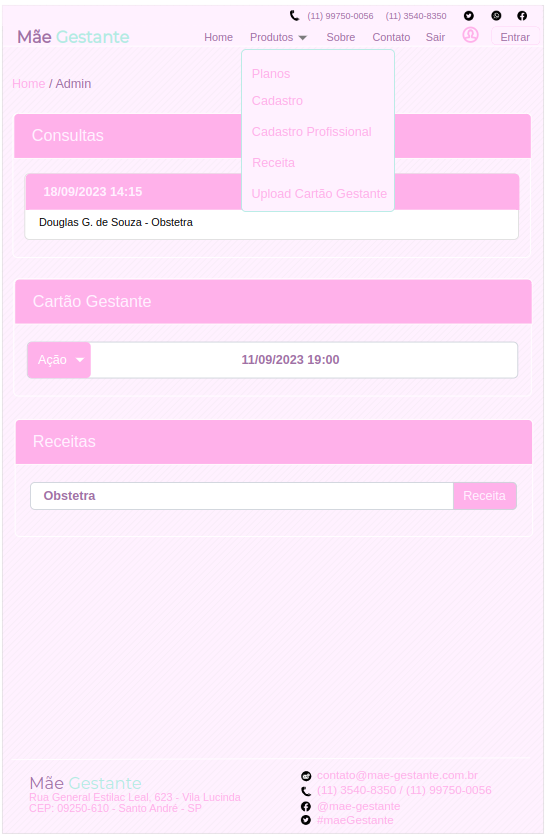 (11) 99750-0056 (11) 3540-8350
Mãe Gestante
Home Produtos Sobre Contato Sair Entrar
Planos
Cadastro
Cadastro Profissional
Receita
Upload Cartão Gestante
Home / Admin
Consultas
18/09/2023 14:15
Douglas G. de Souza - Obstetra
Cartão Gestante
Ação 11/09/2023 19:00
Receitas
Obstetra Receita
Mãe Gestante
Rua General Estilac Leal, 623 - Vila Lucinda
CEP: 09250-610 - Santo André - SP
contato@mae-gestante.com.br
(11) 3540-8350 / (11) 99750-0056
@mae-gestante
#maeGestante